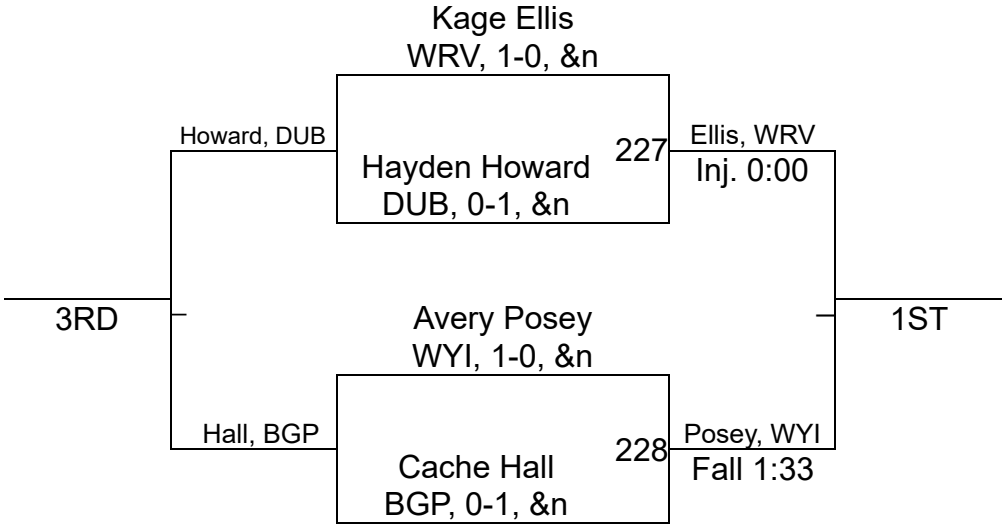 Kage Ellis
WRV, 1-0, &n
Howard, DUB
Ellis, WRV
227
Inj. 0:00
Hayden Howard
DUB, 0-1, &n
3RD
Avery Posey
1ST
WYI, 1-0, &n
Hall, BGP
Posey, WYI
228
Fall 1:33
Cache Hall
BGP, 0-1, &n